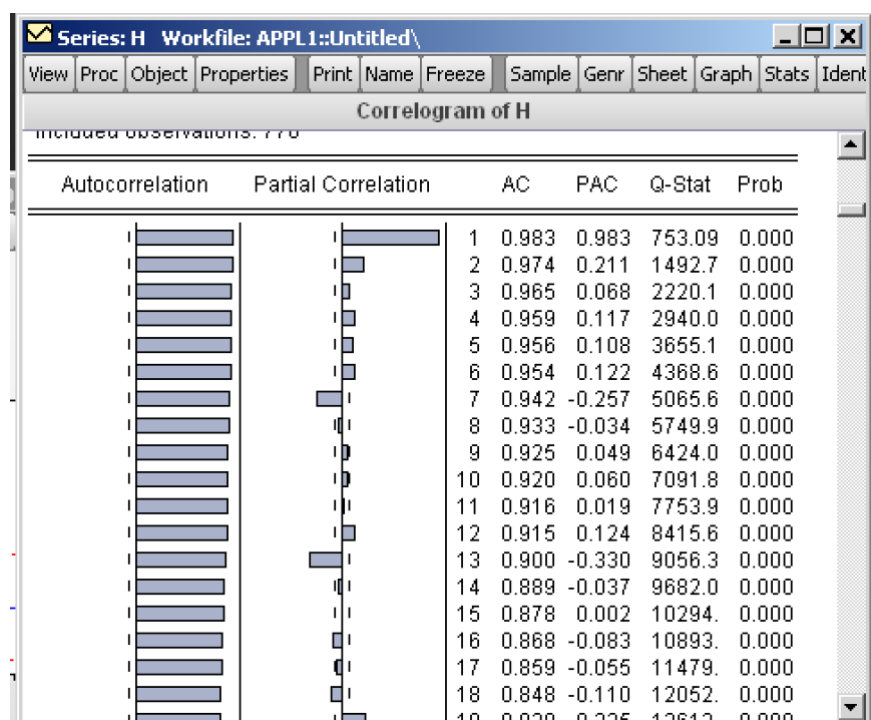 Series: H Workfile: APPL1::Untitled\
View Proc Object Properties Print Name Freeze Sample Genr Sheet Graph Stats Ident
Correlogram of H
Included observations: 776
Autocorrelation Partial Correlation AC PAC Q-Stat Prob
1 0.983 0.983 753.09 0.000
2 0.974 0.211 1492.7 0.000
3 0.965 0.068 2220.1 0.000
4 0.959 0.117 2940.0 0.000
5 0.956 0.108 3655.1 0.000
6 0.954 0.122 4368.6 0.000
7 0.942 -0.257 5065.6 0.000
8 0.933 -0.034 5749.9 0.000
9 0.925 0.049 6424.0 0.000
10 0.920 0.060 7091.8 0.000
11 0.916 0.019 7753.9 0.000
12 0.915 0.124 8415.6 0.000
13 0.900 -0.330 9056.3 0.000
14 0.889 -0.037 9682.0 0.000
15 0.878 0.002 10294. 0.000
16 0.868 -0.083 10893. 0.000
17 0.859 -0.055 11479. 0.000
18 0.848 -0.110 12052. 0.000